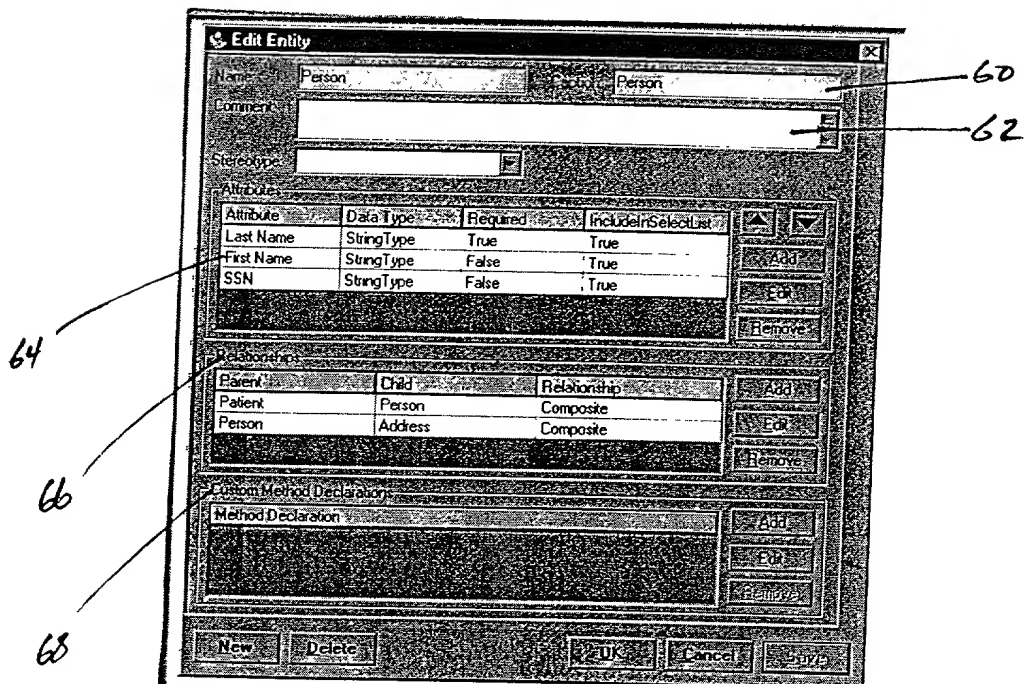 Edit Entity
Name: Person Caption: Person
60
Comment:
62
Stereotype:
Attributes
Attribute Data Type Required IncludeInSelectList
Last Name StringType True True
First Name StringType False True
SSN StringType False True
Add
Edit
Remove
64
Relationships
Parent Child Relationship
Patient Person Composite
Person Address Composite
Add
Edit
Remove
66
Custom Method Declarations
Method Declaration
Add
Edit
Remove
68
New Delete OK Cancel Save